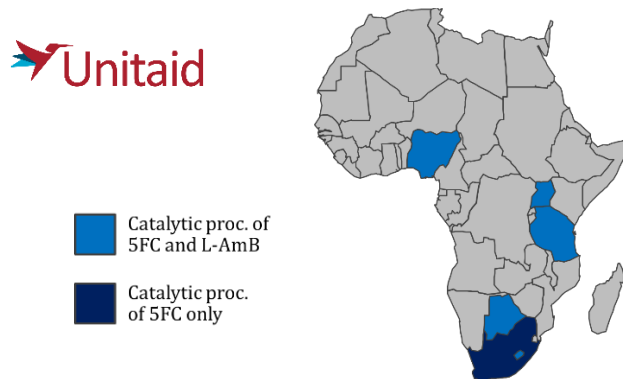 Unitaid
Catalytic proc. of
5FC and L-AmB
Catalytic proc.
of 5FC only